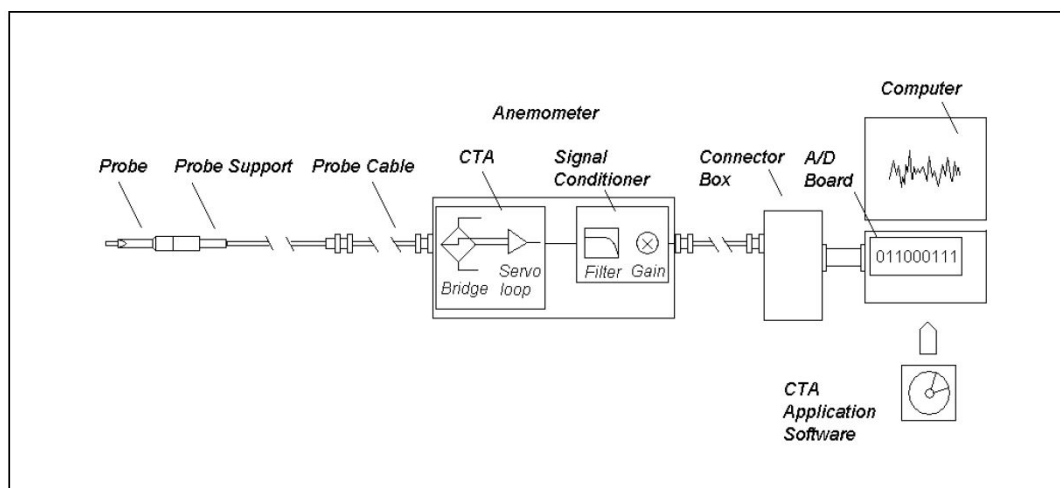 Computer
Anemometer
Probe
Probe Support
Probe Cable
CTA
Signal
Conditioner
Connector
Box
A/D
Board
011000111
Bridge
Servo
loop
Filter
Gain
CTA
Application
Software